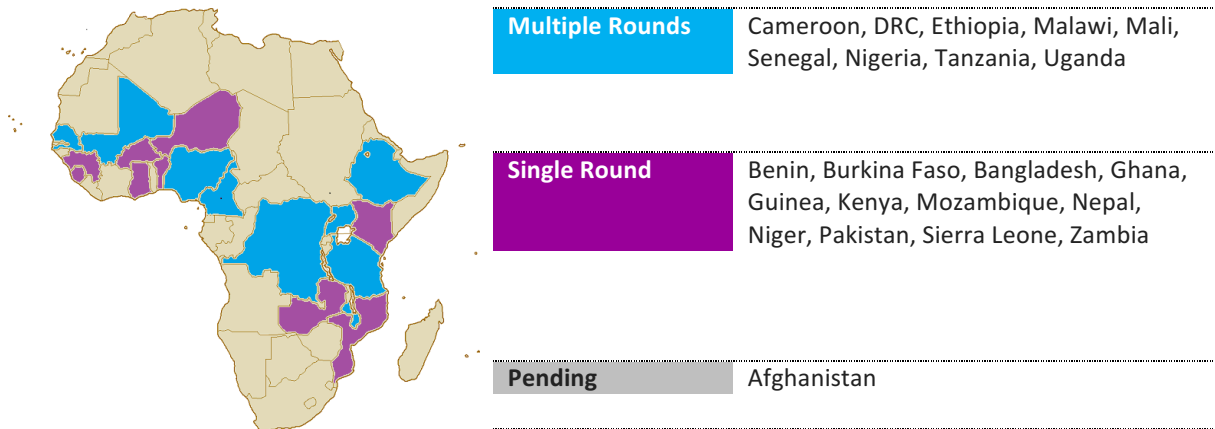 Multiple Rounds
Cameroon, DRC, Ethiopia, Malawi, Mali,
Senegal, Nigeria, Tanzania, Uganda
Single Round
Benin, Burkina Faso, Bangladesh, Ghana,
Guinea, Kenya, Mozambique, Nepal,
Niger, Pakistan, Sierra Leone, Zambia
Pending
Afghanistan